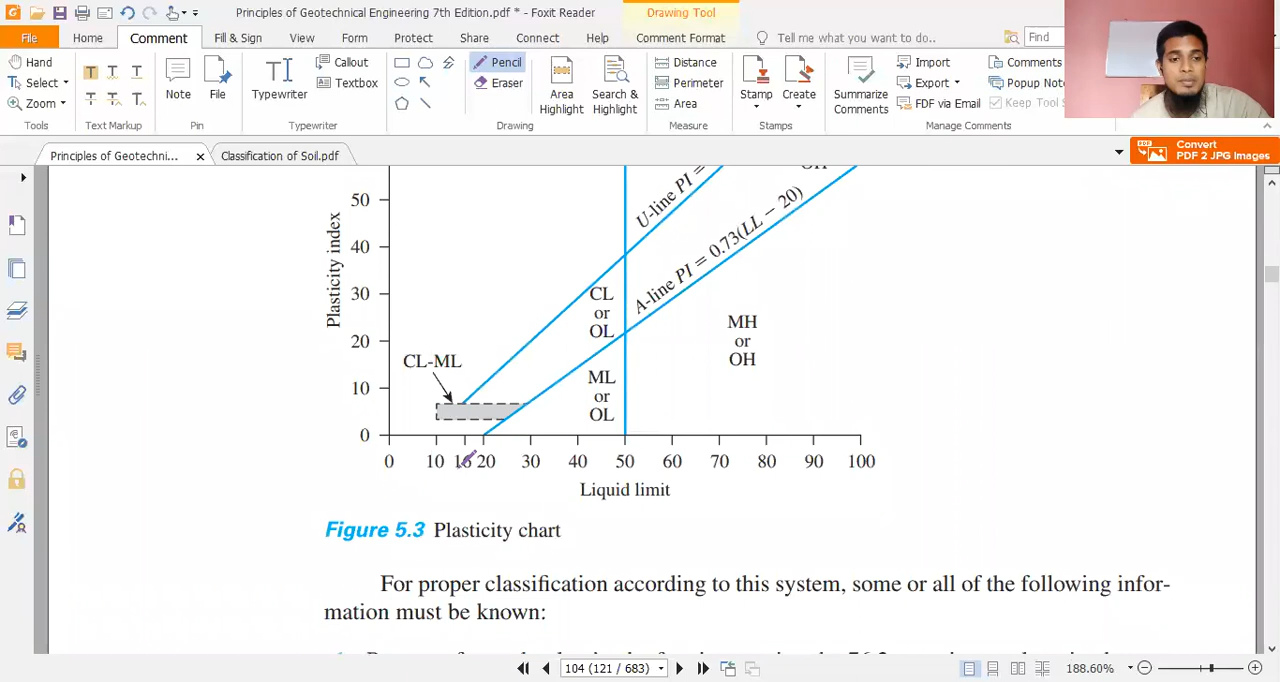 Principles of Geotechnical Engineering 7th Edition.pdf * - Foxit Reader
Drawing Tool
File Home Comment Fill & Sign View Form Protect Share Connect Help Comment Format Tell me what you want to do.. Find
Hand
Select
Zoom
Tools
T T T
T T T
Text Markup
Note
File
Pin
Typewriter
Callout
Textbox
Typewriter
Pencil
Eraser
Drawing
Area Highlight
Search & Highlight
Distance
Perimeter
Area
Measure
Stamp
Create
Stamps
Summarize Comments
Import
Export
FDF via Email
Comments
Popup Note
Keep Tool S
Manage Comments
Principles of Geotechni... × Classification of Soil.pdf
Convert
PDF 2 JPG Images
Plasticity index
50
40
30
20
10
0
U-line PI =
A-line PI = 0.73(LL − 20)
OH
CL
or
OL
MH
or
OH
CL-ML
ML
or
OL
0 10 16 20 30 40 50 60 70 80 90 100
Liquid limit
Figure 5.3 Plasticity chart
For proper classification according to this system, some or all of the following infor-
mation must be known:
104 (121 / 683)
188.60%